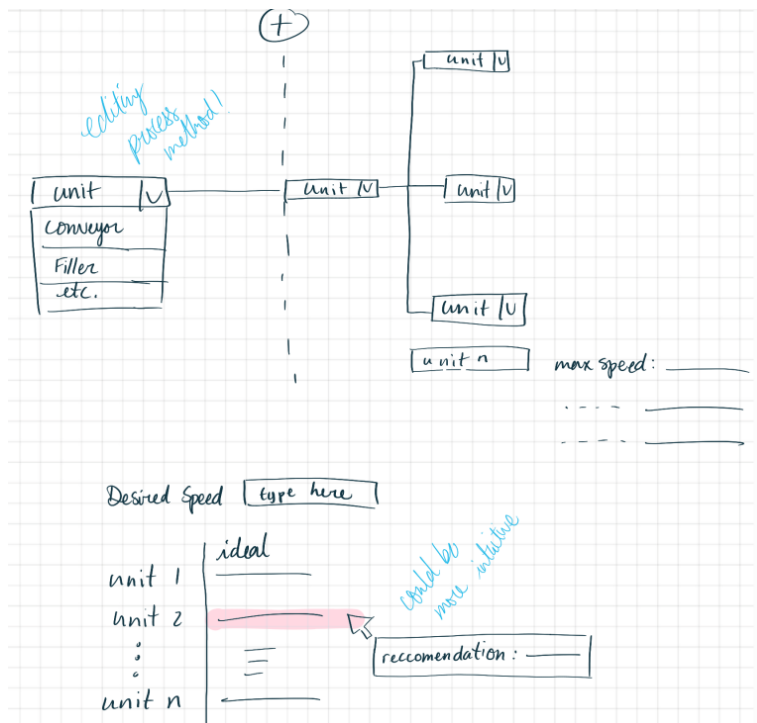 +
unit | v
editing
process
method!
unit | v
unit | v
unit | v
conveyor
Filler
etc.
unit | v
unit n
max speed:
Desired Speed
type here
ideal
could be
more intuitive
unit 1
unit 2
reccomendation:
unit n